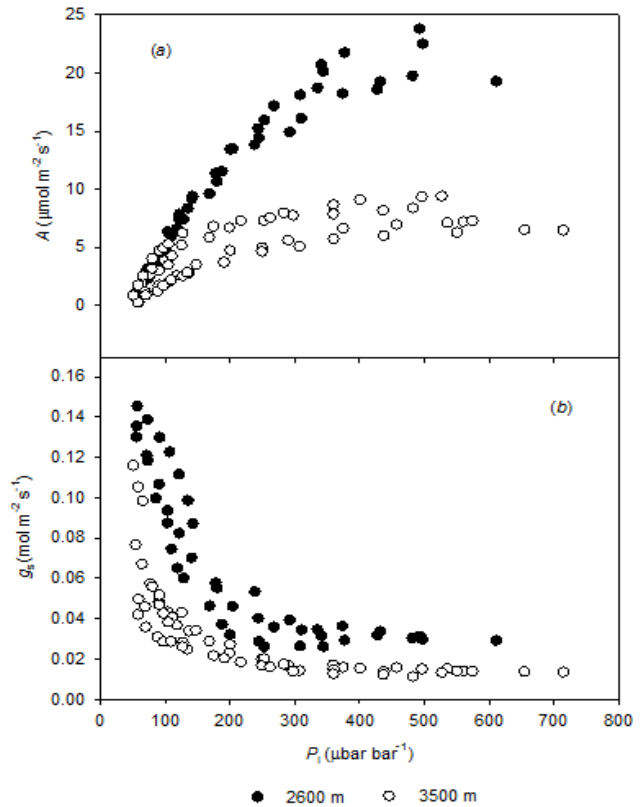 25
(a)
20
15
10
5
0
A (μmol m⁻² s⁻¹)
0.16
(b)
0.14
0.12
0.10
0.08
0.06
0.04
0.02
0.00
gs (mol m⁻² s⁻¹)
0 100 200 300 400 500 600 700 800
Pi (μbar bar⁻¹)
2600 m 3500 m